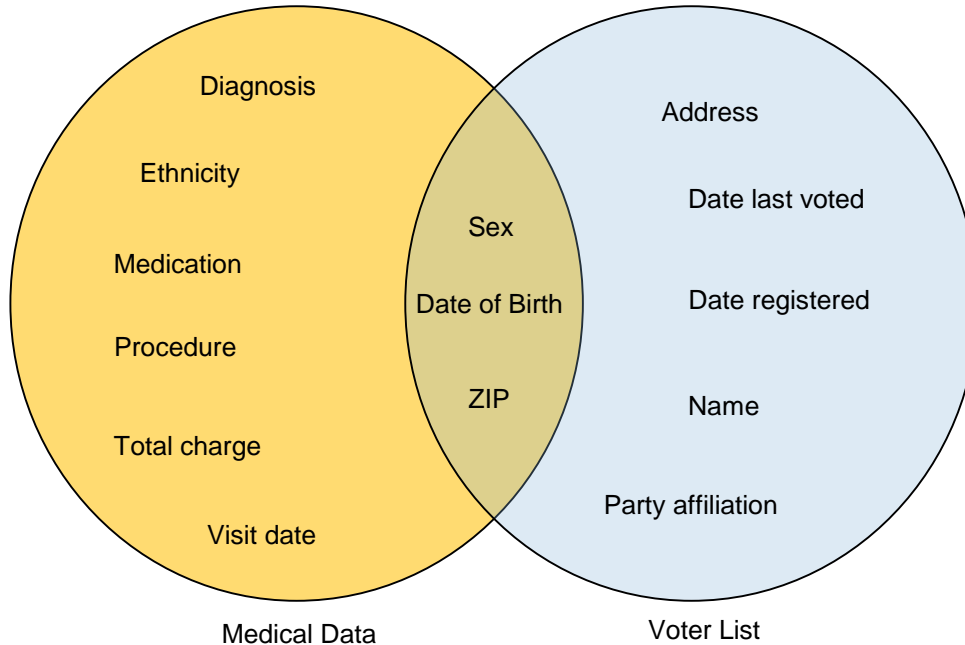 Diagnosis
Ethnicity
Medication
Procedure
Total charge
Visit date
Sex
Date of Birth
ZIP
Address
Date last voted
Date registered
Name
Party affiliation
Medical Data
Voter List